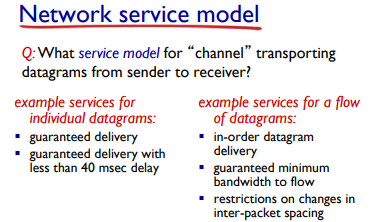 Network service model
Q: What service model for “channel” transporting
datagrams from sender to receiver?
example services for
individual datagrams:
▪ guaranteed delivery
▪ guaranteed delivery with
less than 40 msec delay
example services for a flow
of datagrams:
▪ in-order datagram
delivery
▪ guaranteed minimum
bandwidth to flow
▪ restrictions on changes in
inter-packet spacing